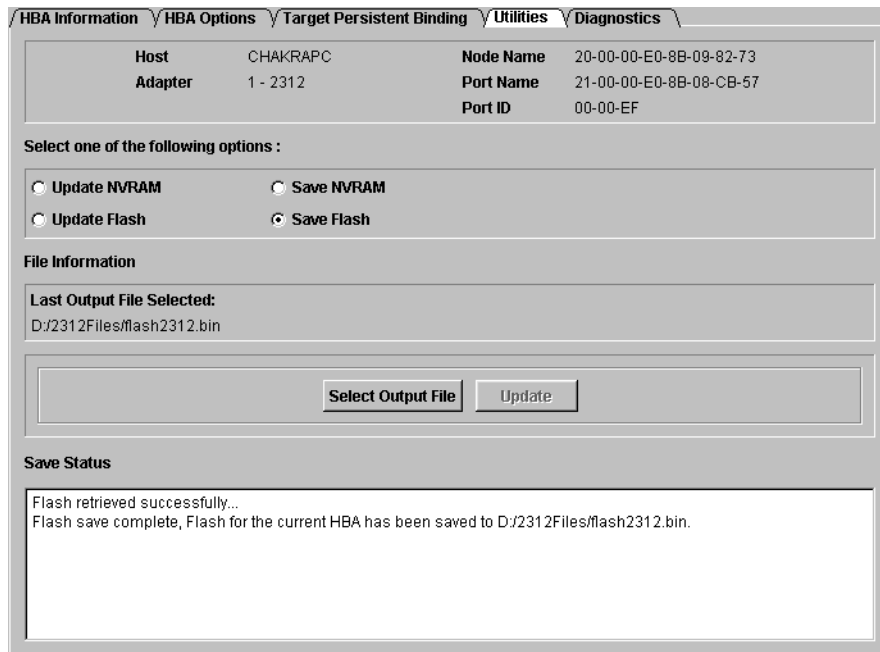 HBA Information HBA Options Target Persistent Binding Utilities Diagnostics
Host CHAKRAPC Node Name 20-00-00-E0-8B-09-82-73
Adapter 1 - 2312 Port Name 21-00-00-E0-8B-08-CB-57
Port ID 00-00-EF
Select one of the following options :
Update NVRAM Save NVRAM
Update Flash Save Flash
File Information
Last Output File Selected:
D:/2312Files/flash2312.bin
Select Output File Update
Save Status
Flash retrieved successfully...
Flash save complete, Flash for the current HBA has been saved to D:/2312Files/flash2312.bin.